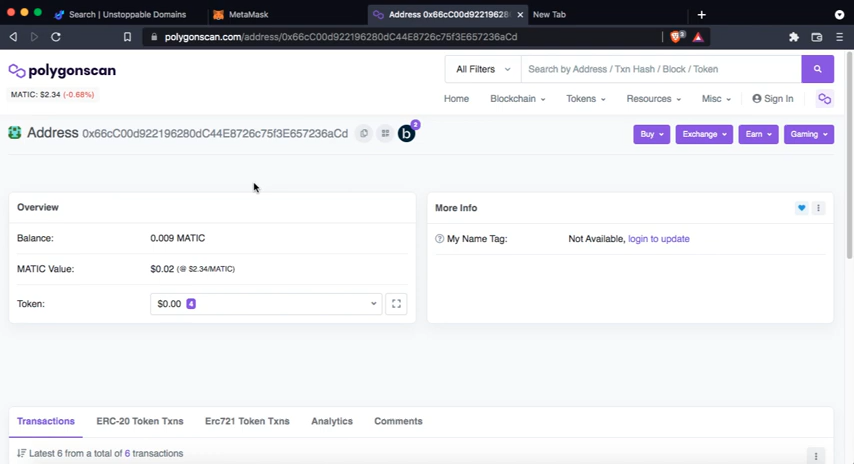 Search | Unstoppable Domains
MetaMask
Address 0x66cC00d92219628
New Tab
polygonscan.com/address/0x66cC00d922196280dC44E8726c75f3E657236aCd
3
polygonscan
MATIC: $2.34 (-0.68%)
All Filters
Search by Address / Txn Hash / Block / Token
Home
Blockchain
Tokens
Resources
Misc
Sign In
Address 0x66cC00d922196280dC44E8726c75f3E657236aCd
b
2
Buy
Exchange
Earn
Gaming
Overview
Balance:
0.009 MATIC
MATIC Value:
$0.02 (@ $2.34/MATIC)
Token:
$0.00 4
More Info
My Name Tag:
Not Available, login to update
Transactions
ERC-20 Token Txns
Erc721 Token Txns
Analytics
Comments
Latest 6 from a total of 6 transactions